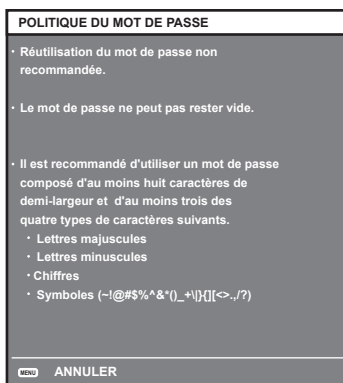 POLITIQUE DU MOT DE PASSE
・Réutilisation du mot de passe non
recommandée.
・Le mot de passe ne peut pas rester vide.
・Il est recommandé d'utiliser un mot de passe
composé d'au moins huit caractères de
demi-largeur et d'au moins trois des
quatre types de caractères suivants.
・Lettres majuscules
・Lettres minuscules
・Chiffres
・Symboles (~!@#$%^&*()_+\|}{][<>.,/?)
MENU ANNULER